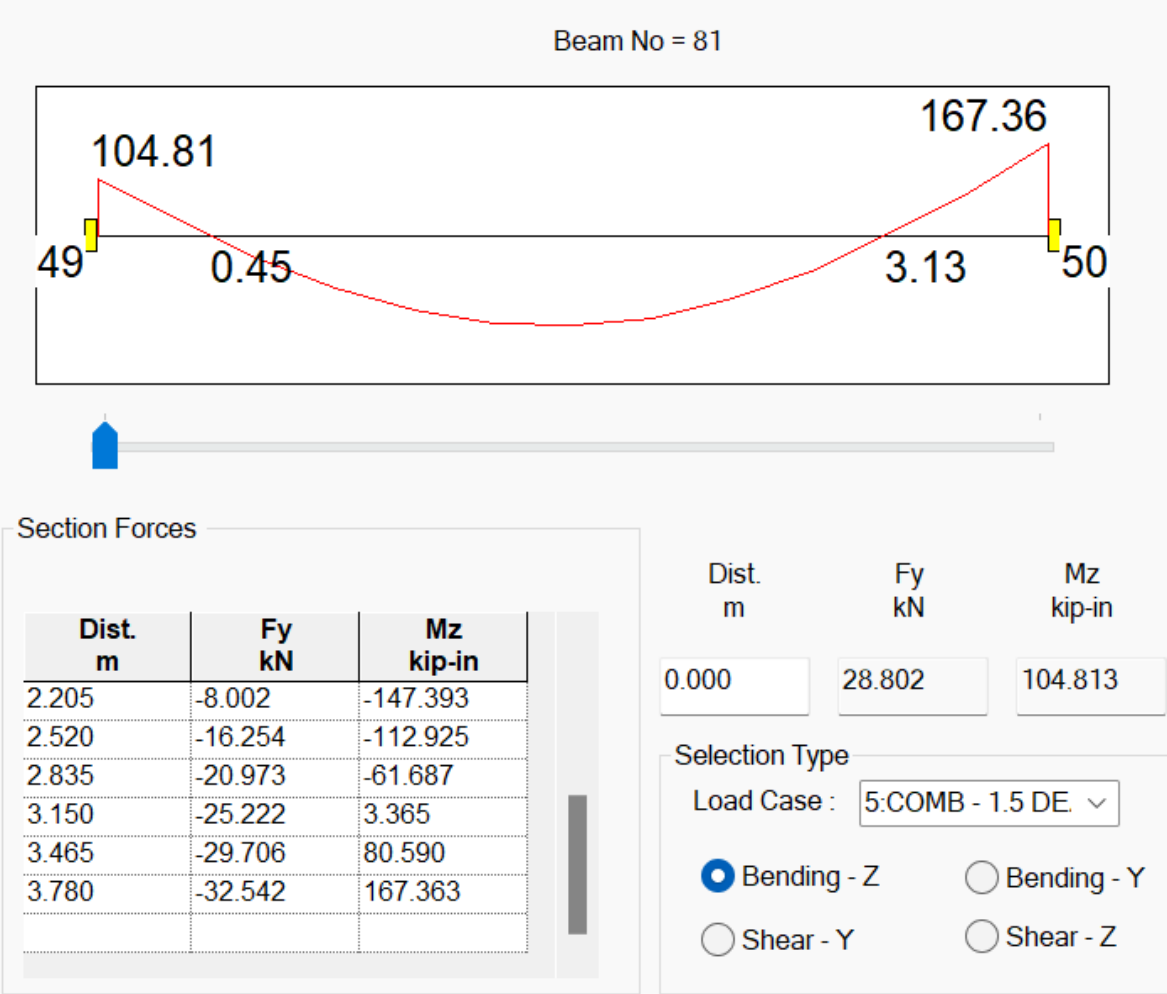 Beam No = 81
104.81
167.36
49
0.45
3.13
50
Section Forces
Dist. Fy Mz
m kN kip-in
2.205 -8.002 -147.393
2.520 -16.254 -112.925
2.835 -20.973 -61.687
3.150 -25.222 3.365
3.465 -29.706 80.590
3.780 -32.542 167.363
Dist. Fy Mz
m kN kip-in
0.000 28.802 104.813
Selection Type
Load Case : 5:COMB - 1.5 DE.
Bending - Z Bending - Y
Shear - Y Shear - Z